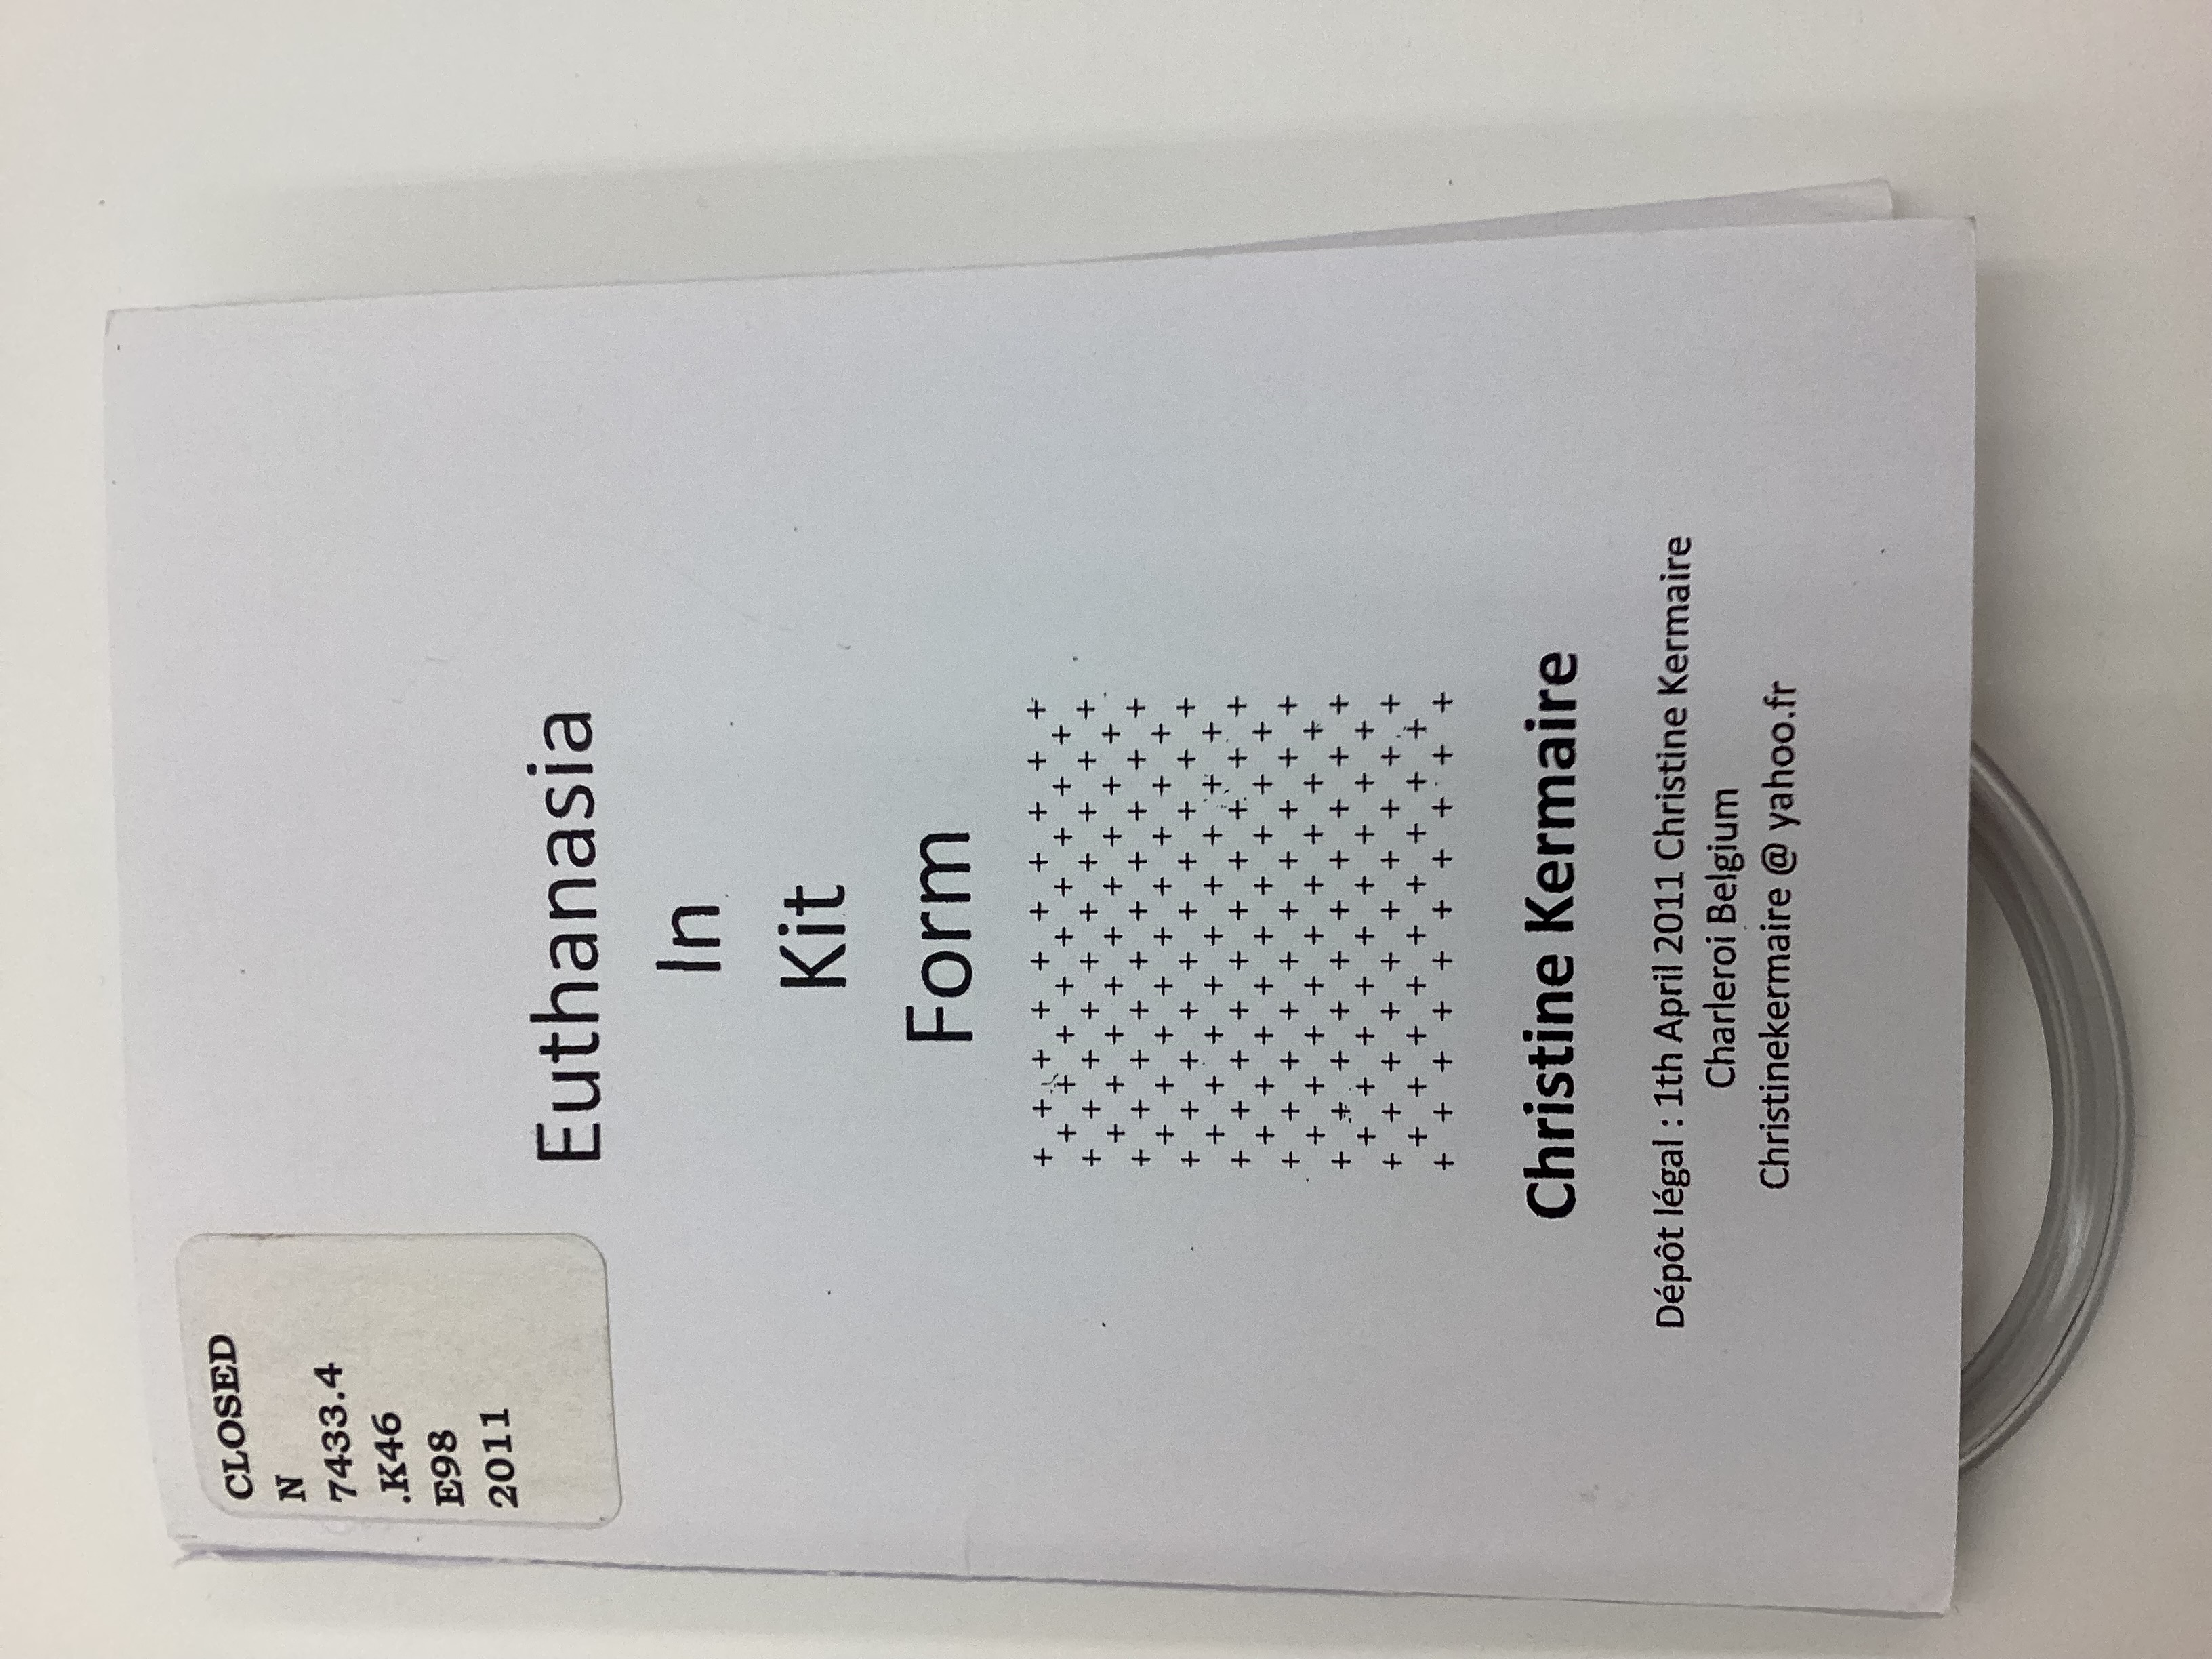 CLOSED
N
7433.4
.K46
E98
2011
Euthanasia
In
Kit
Form
+ + + + + + + + + +
+ + + + + + + + +
+ + + + + + + + + +
+ + + + + + + + +
+ + + + + + + + + +
+ + + + + + + + +
+ + + + + + + + + +
+ + + + + + + + +
+ + + + + + + + + +
+ + + + + + + + +
+ + + + + + + + + +
+ + + + + + + + +
+ + + + + + + + + +
+ + + + + + + + +
+ + + + + + + + + +
+ + + + + + + + +
+ + + + + + + + + +
Christine Kermaire
Dépôt légal : 1th April 2011 Christine Kermaire
Charleroi Belgium
Christinekermaire @ yahoo.fr